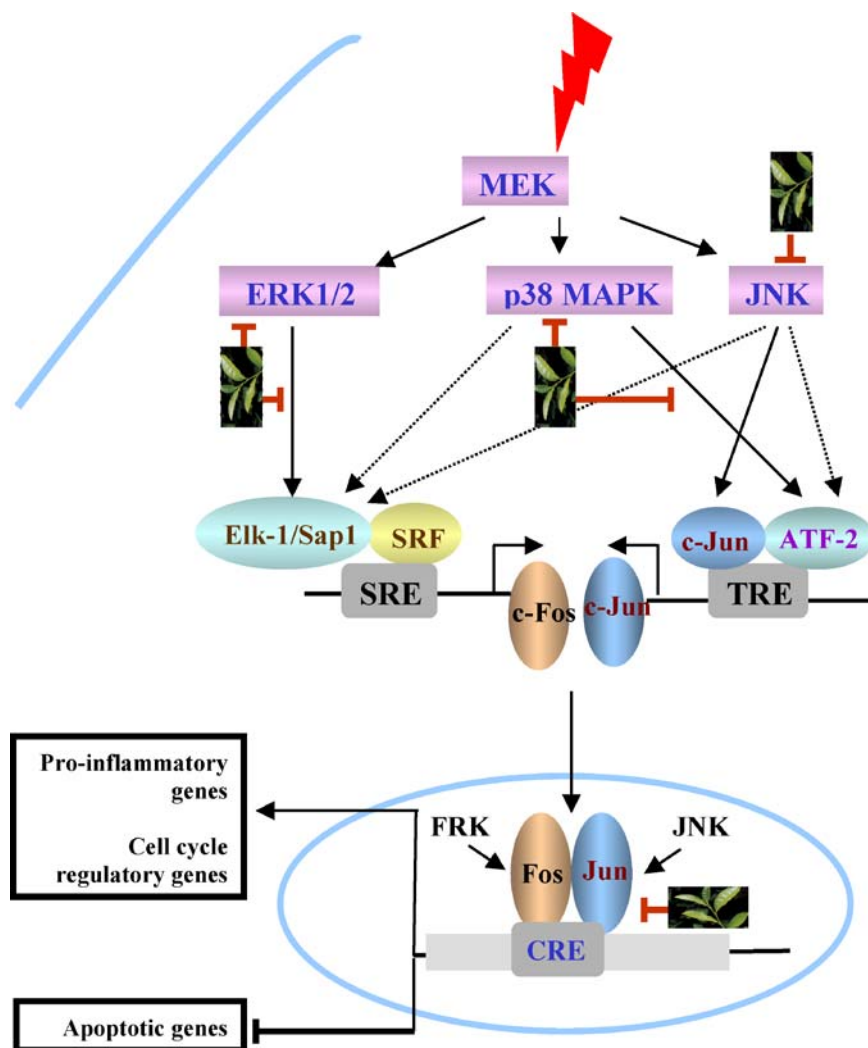 MEK
ERK1/2
p38 MAPK
JNK
Elk-1/Sap1
SRF
c-Jun
ATF-2
SRE
c-Fos
c-Jun
TRE
Pro-inflammatory
genes
Cell cycle
regulatory genes
FRK
JNK
Fos
Jun
CRE
Apoptotic genes